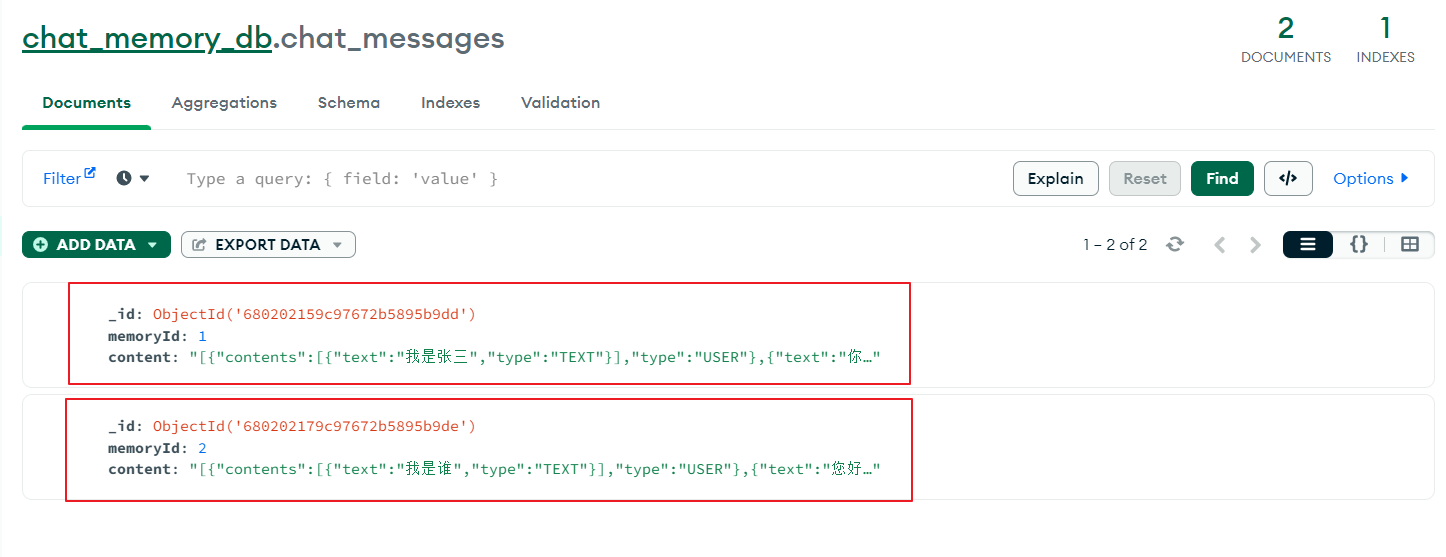 chat_memory_db.chat_messages
2
DOCUMENTS
1
INDEXES
Documents Aggregations Schema Indexes Validation
Filter Type a query: { field: 'value' } Explain Reset Find </> Options
ADD DATA EXPORT DATA 1 – 2 of 2 {}
_id: ObjectId('680202159c97672b5895b9dd')
memoryId: 1
content: "[{"contents":[{"text":"我是张三","type":"TEXT"}],"type":"USER"},{"text":"你…"
_id: ObjectId('680202179c97672b5895b9de')
memoryId: 2
content: "[{"contents":[{"text":"我是谁","type":"TEXT"}],"type":"USER"},{"text":"您好…"